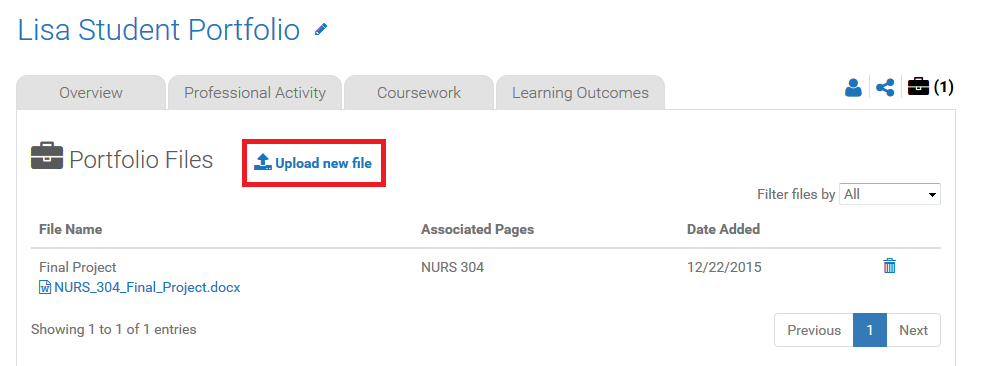 Lisa Student Portfolio
Overview Professional Activity Coursework Learning Outcomes (1)
Portfolio Files Upload new file
Filter files by All
File Name Associated Pages Date Added
Final Project NURS 304 12/22/2015
NURS_304_Final_Project.docx
Showing 1 to 1 of 1 entries Previous 1 Next